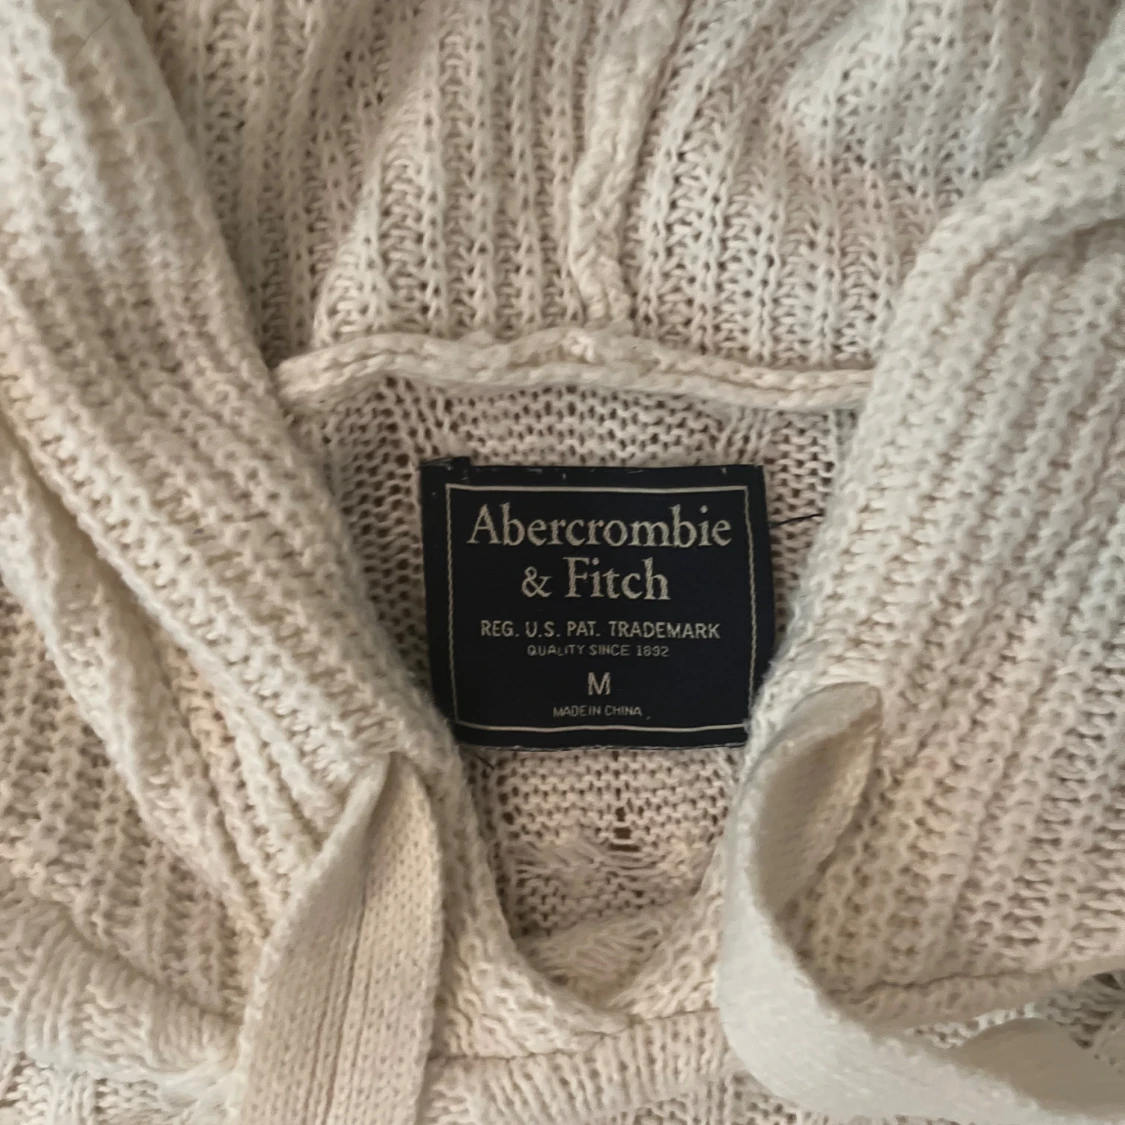 Abercrombie
& Fitch
REG. U.S. PAT. TRADEMARK
QUALITY SINCE 1892
M
MADE IN CHINA